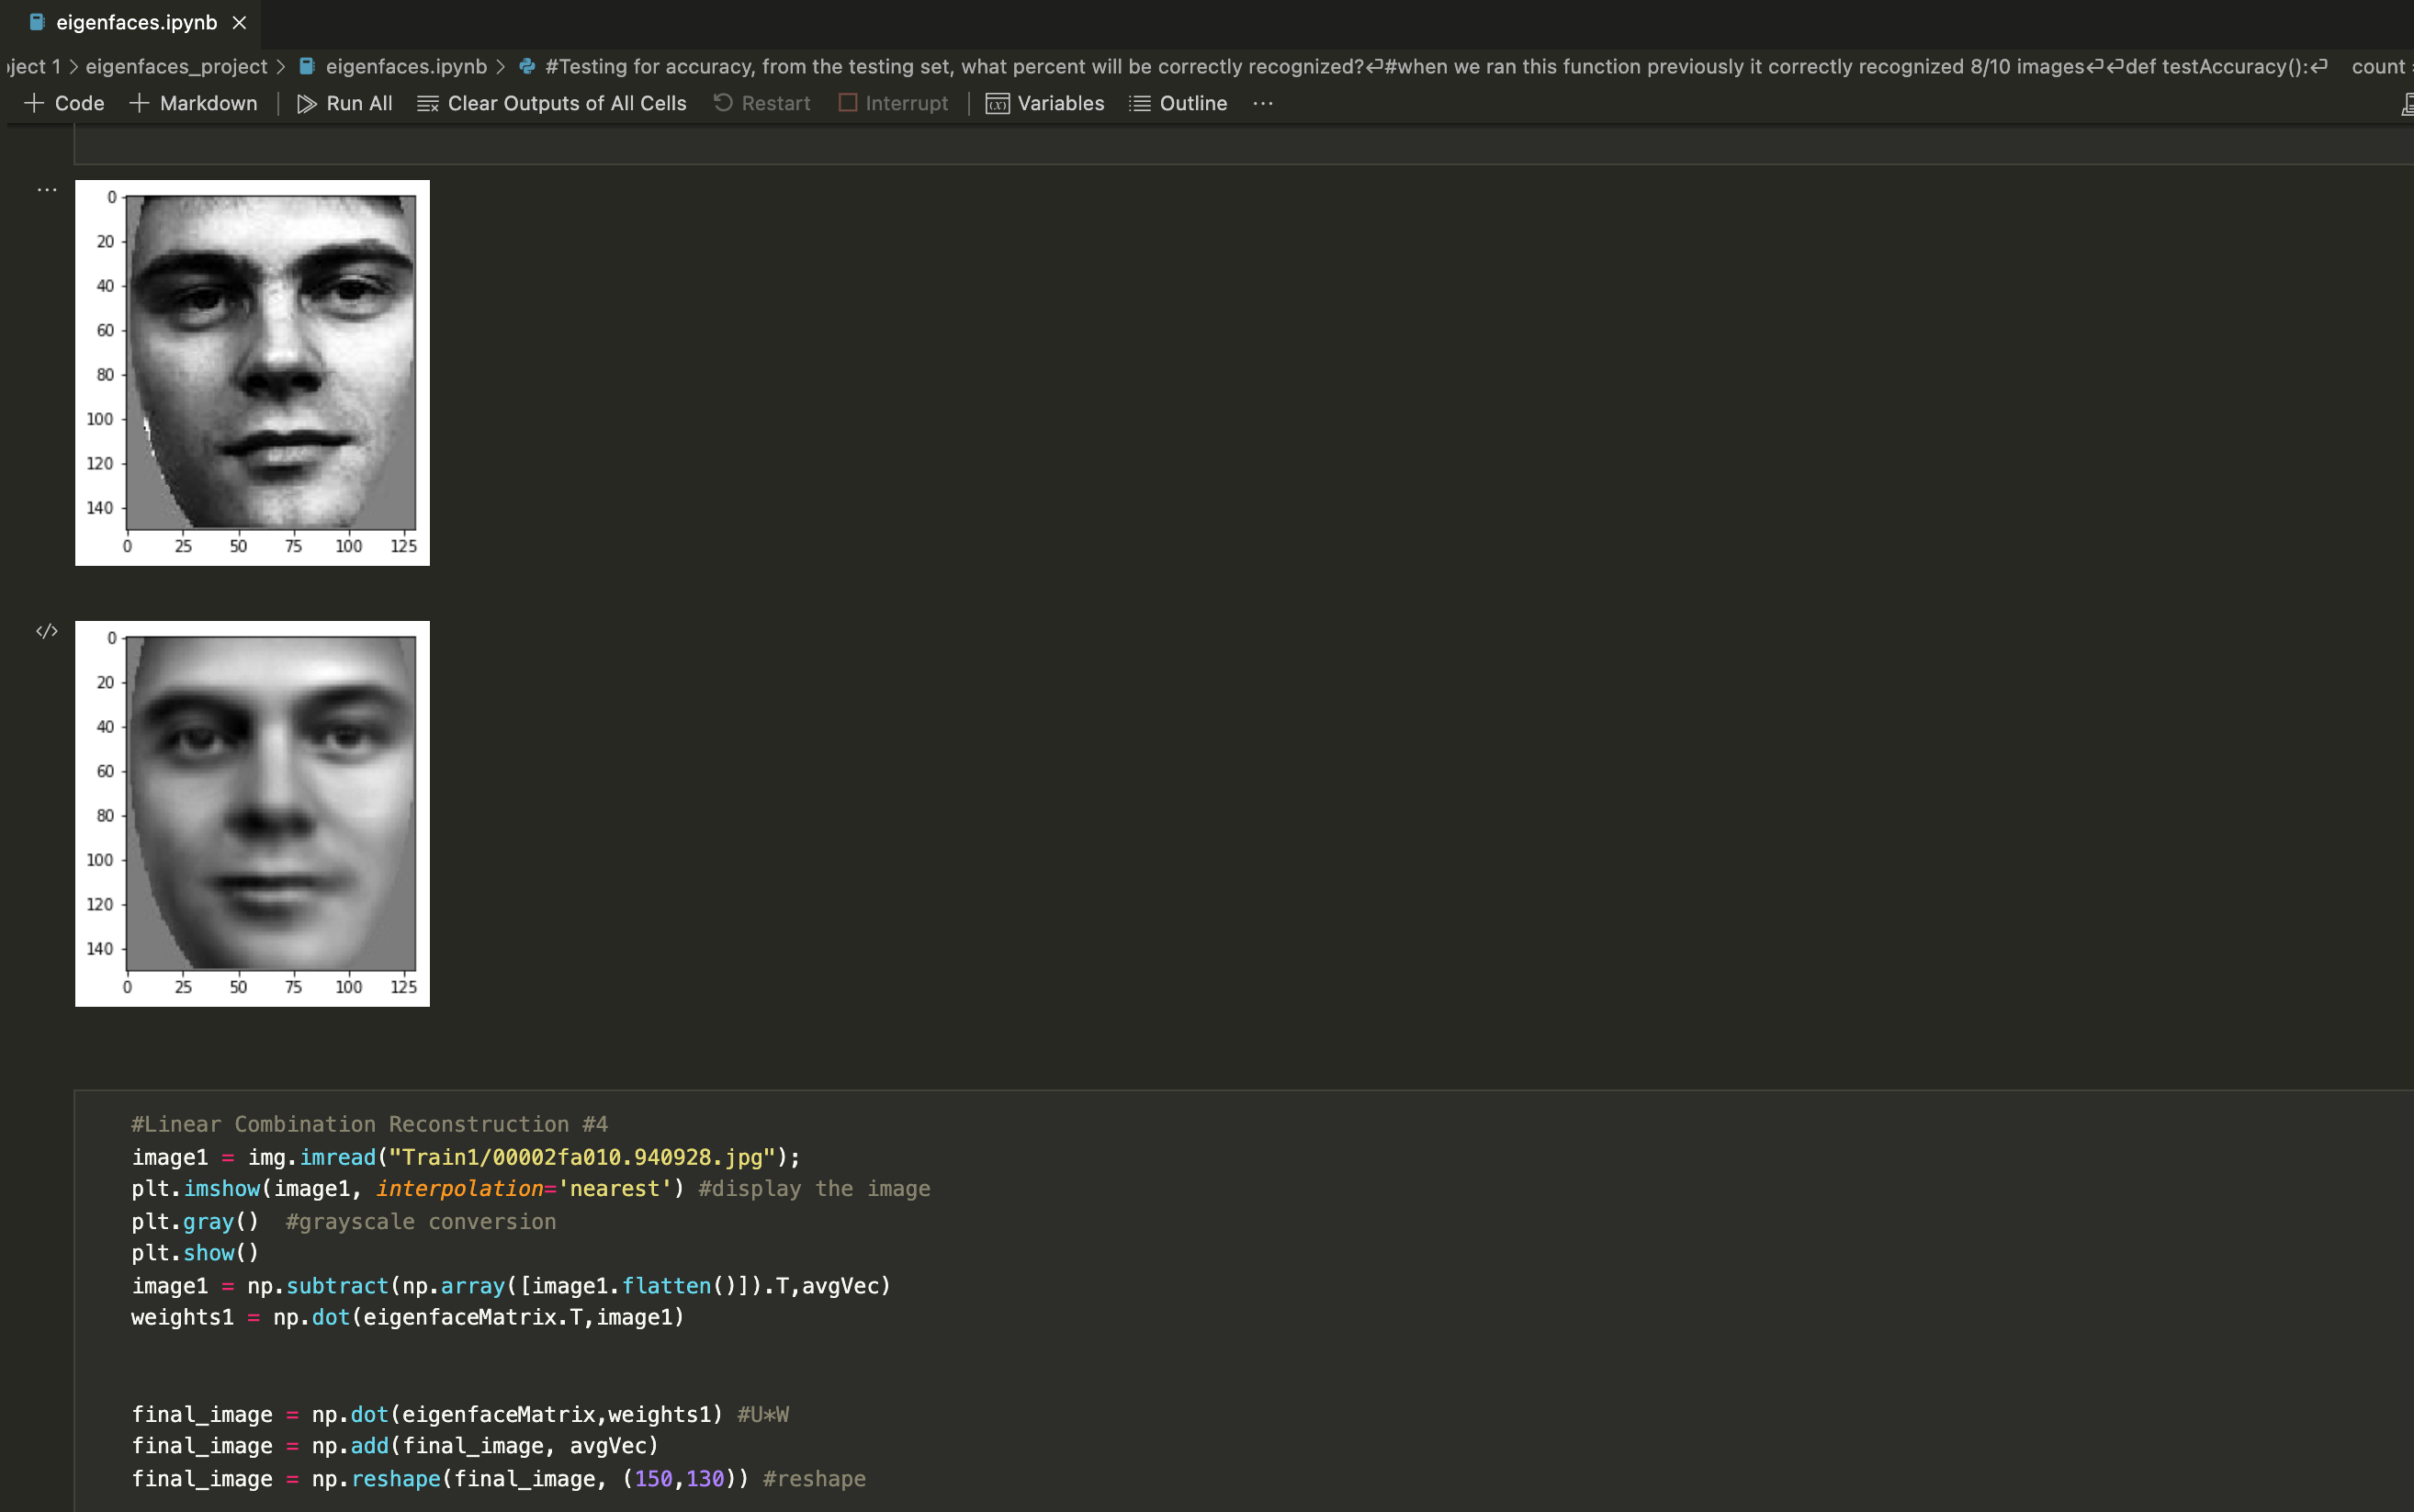 eigenfaces.ipynb
eigenfaces_project > eigenfaces.ipynb > #Testing for accuracy, from the testing set, what percent will be correctly recognized?↵#when we ran this function previously it correctly recognized 8/10 images↵↵def testAccuracy():↵ count
+ Code + Markdown | Run All Clear Outputs of All Cells Restart Interrupt | Variables Outline ...
0
20
40
60
80
100
120
140
0 25 50 75 100 125
0
20
40
60
80
100
120
140
0 25 50 75 100 125
#Linear Combination Reconstruction #4
image1 = img.imread("Train1/00002fa010.940928.jpg");
plt.imshow(image1, interpolation='nearest') #display the image
plt.gray()  #grayscale conversion
plt.show()
image1 = np.subtract(np.array([image1.flatten()]).T,avgVec)
weights1 = np.dot(eigenfaceMatrix.T,image1)
final_image = np.dot(eigenfaceMatrix,weights1) #U*W
final_image = np.add(final_image, avgVec)
final_image = np.reshape(final_image, (150,130)) #reshape